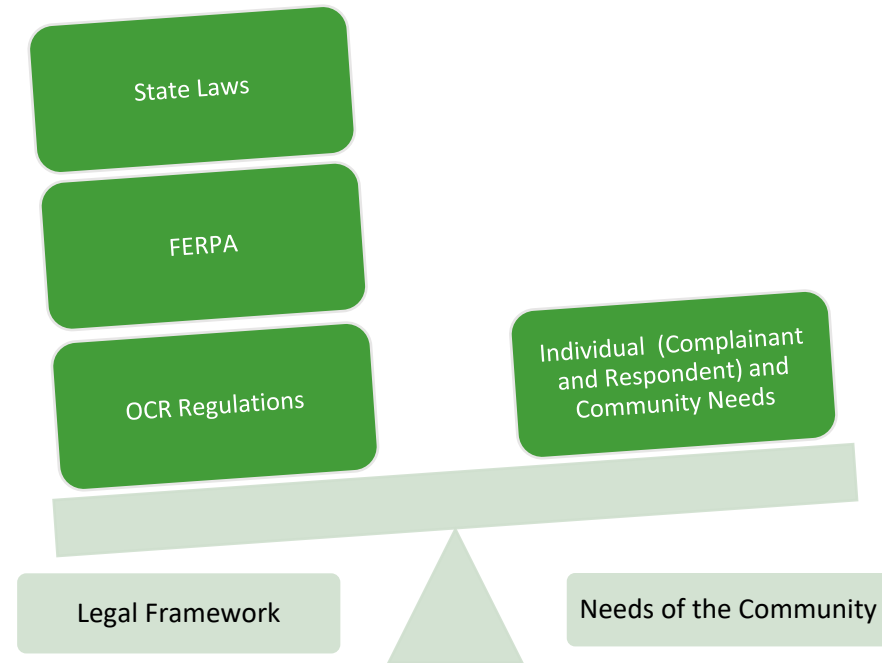 State Laws
FERPA
OCR Regulations
Individual (Complainant
and Respondent) and
Community Needs
Legal Framework
Needs of the Community